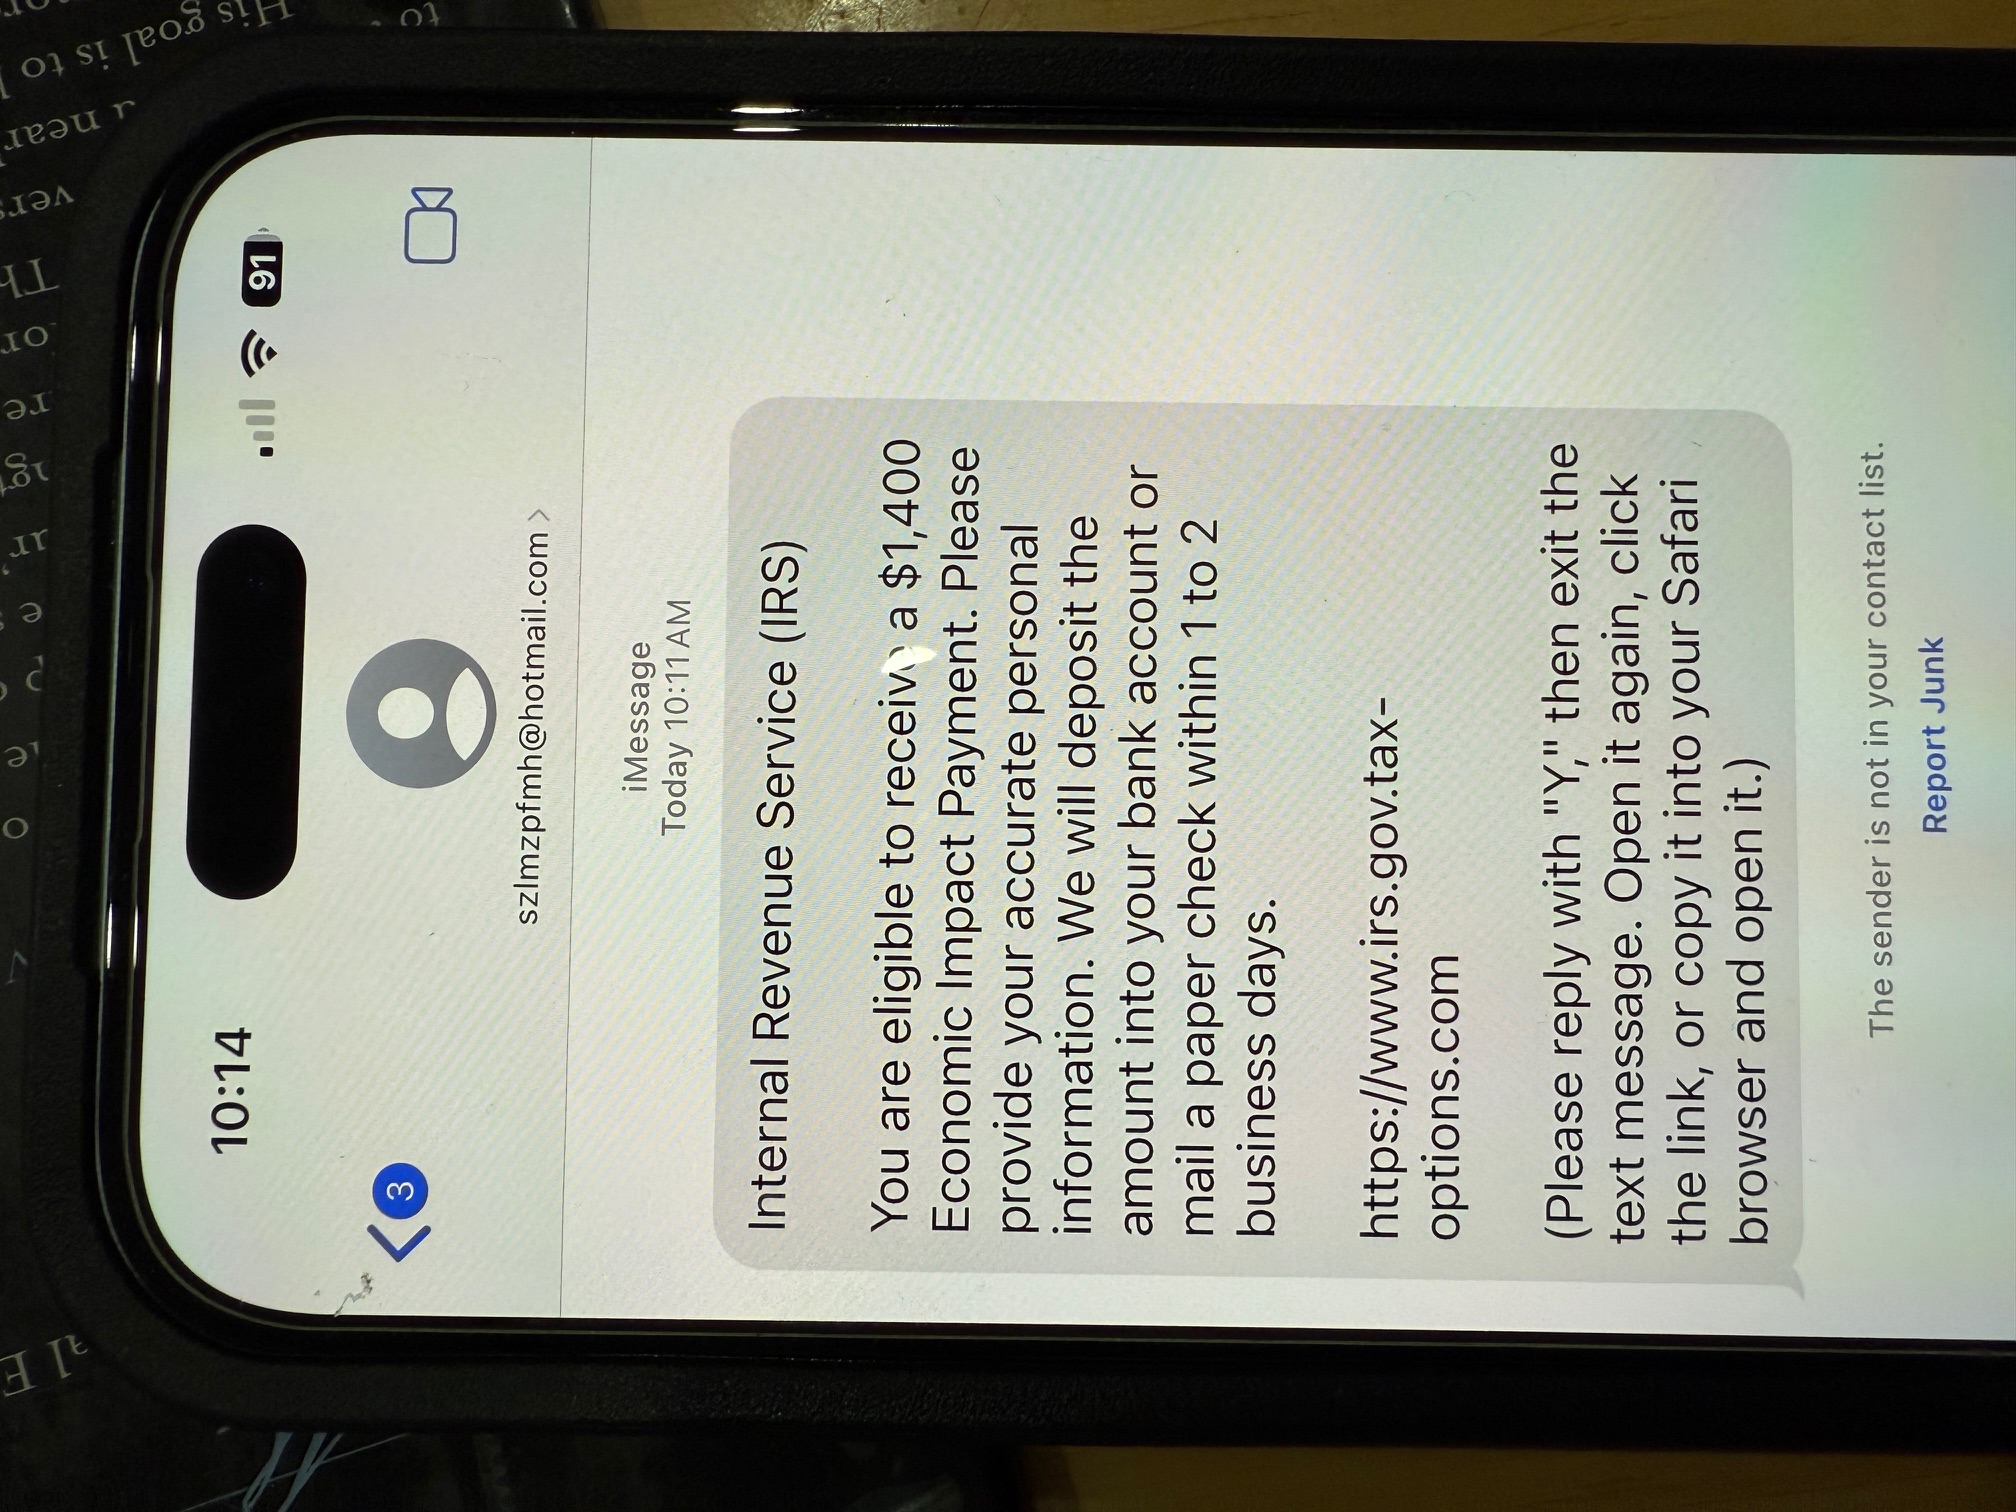 10:14
91
3
szlmzpfmh@hotmail.com
iMessage
Today 10:11 AM
Internal Revenue Service (IRS)
You are eligible to receive a $1,400
Economic Impact Payment. Please
provide your accurate personal
information. We will deposit the
amount into your bank account or
mail a paper check within 1 to 2
business days.
https://www.irs.gov.tax-
options.com
(Please reply with "Y," then exit the
text message. Open it again, click
the link, or copy it into your Safari
browser and open it.)
The sender is not in your contact list.
Report Junk
His goal is to